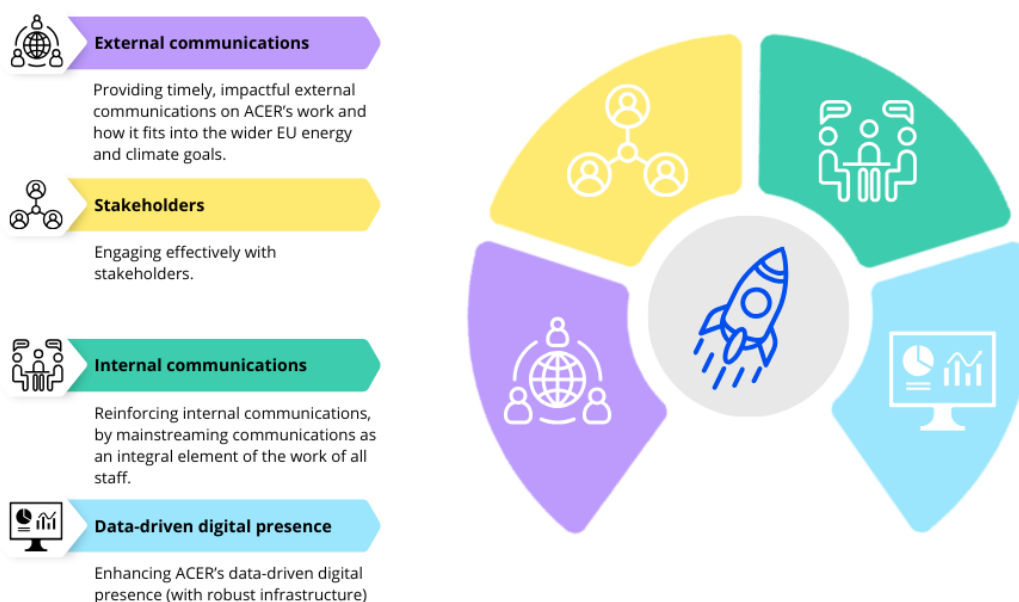 External communications
Providing timely, impactful external
communications on ACER’s work and
how it fits into the wider EU energy
and climate goals.
Stakeholders
Engaging effectively with
stakeholders.
Internal communications
Reinforcing internal communications,
by mainstreaming communications as
an integral element of the work of all
staff.
Data-driven digital presence
Enhancing ACER’s data-driven digital
presence (with robust infrastructure)